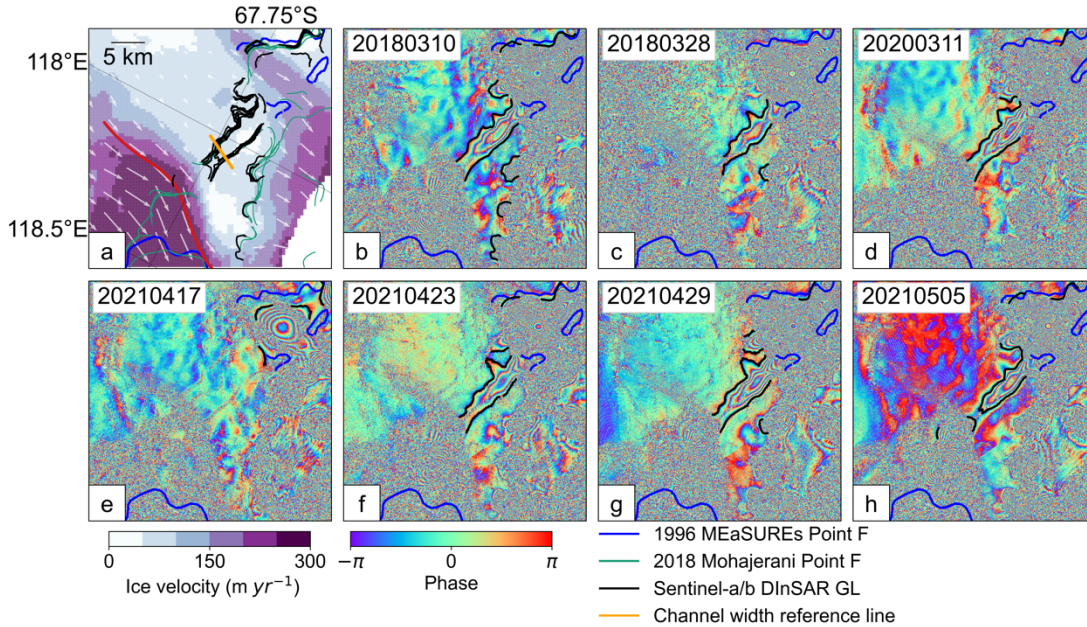 67.75°S
118°E
5 km
118.5°E
a
20180310
b
20180328
c
20200311
d
20210417
e
20210423
f
20210429
g
20210505
h
0 150 300
Ice velocity (m yr⁻¹)
−π 0 π
Phase
1996 MEaSUREs Point F
2018 Mohajerani Point F
Sentinel-a/b DInSAR GL
Channel width reference line